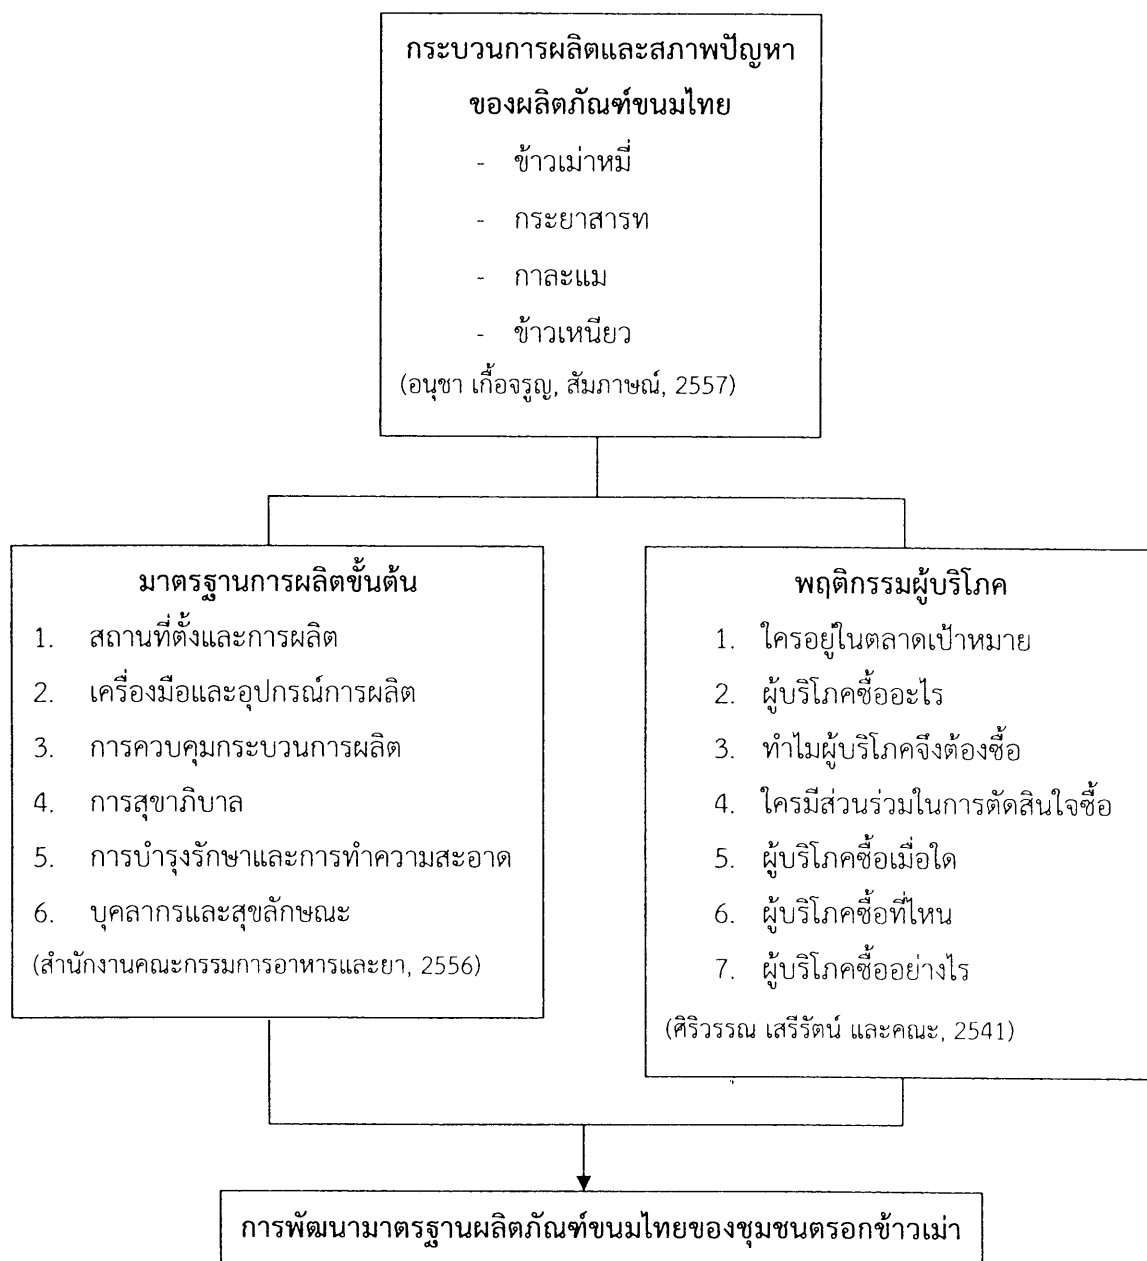 กระบวนการผลิตและสภาพปัญหา
ของผลิตภัณฑ์ขนมไทย
- ข้าวเม่าหมี่
- กระยาสารท
- กาละแม
- ข้าวเหนียว
(อนุชา เกื้อจรูญ, สัมภาษณ์, 2557)
มาตรฐานการผลิตขั้นต้น
1. สถานที่ตั้งและการผลิต
2. เครื่องมือและอุปกรณ์การผลิต
3. การควบคุมกระบวนการผลิต
4. การสุขาภิบาล
5. การบำรุงรักษาและการทำความสะอาด
6. บุคลากรและสุขลักษณะ
(สำนักงานคณะกรรมการอาหารและยา, 2556)
พฤติกรรมผู้บริโภค
1. ใครอยู่ในตลาดเป้าหมาย
2. ผู้บริโภคซื้ออะไร
3. ทำไมผู้บริโภคจึงต้องซื้อ
4. ใครมีส่วนร่วมในการตัดสินใจซื้อ
5. ผู้บริโภคซื้อเมื่อใด
6. ผู้บริโภคซื้อที่ไหน
7. ผู้บริโภคซื้ออย่างไร
(ศิริวรรณ เสรีรัตน์ และคณะ, 2541)
การพัฒนามาตรฐานผลิตภัณฑ์ขนมไทยของชุมชนตรอกข้าวเม่า